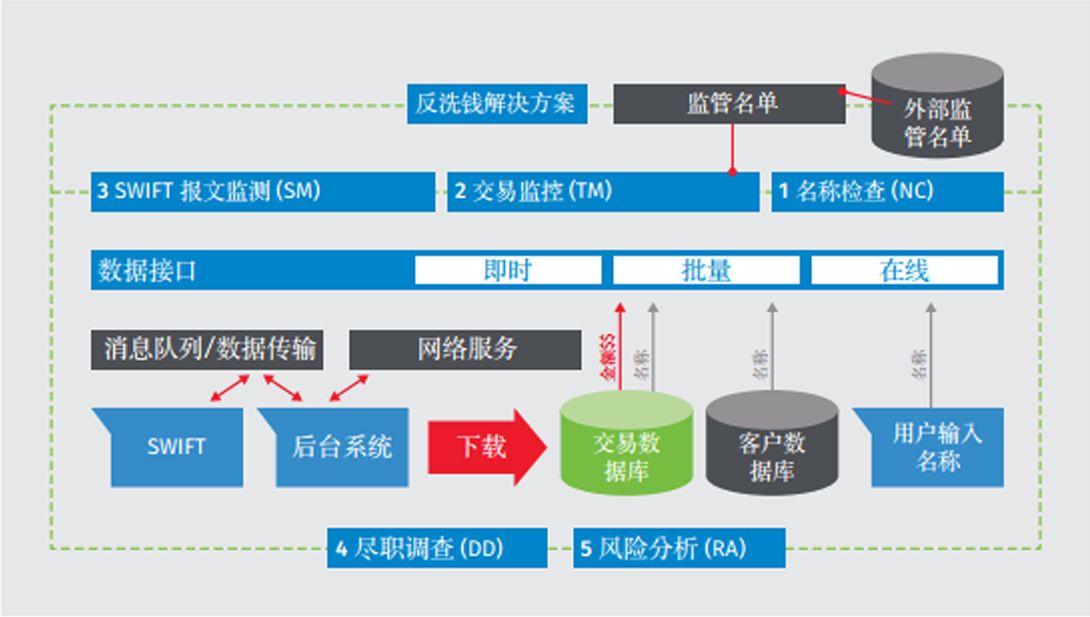 反洗钱解决方案
监管名单
外部监
管名单
3 SWIFT 报文监测 (SM)
2 交易监控 (TM)
1 名称检查 (NC)
数据接口
即时
批量
在线
消息队列/数据传输
网络服务
金额$$
名称
名称
名称
SWIFT
后台系统
下载
交易数
据库
客户数
据库
用户输入
名称
4 尽职调查 (DD)
5 风险分析 (RA)